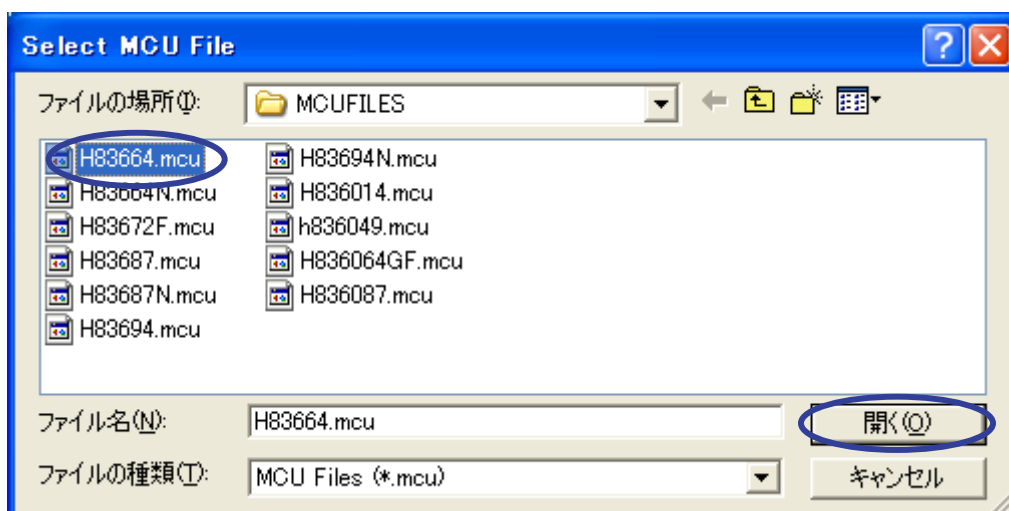 Select MCU File
ファイルの場所(I):
MCUFILES
H83664.mcu
H83664N.mcu
H83672F.mcu
H83687.mcu
H83687N.mcu
H83694.mcu
H83694N.mcu
H836014.mcu
h836049.mcu
H836064GF.mcu
H836087.mcu
ファイル名(N):
H83664.mcu
開く(O)
ファイルの種類(T):
MCU Files (*.mcu)
キャンセル